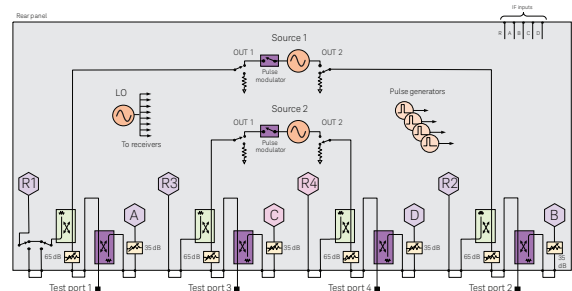 Rear panel
IF inputs
R A B C D
Source 1
OUT 1
OUT 2
Pulse
modulator
LO
To receivers
Source 2
OUT 1
OUT 2
Pulse
modulator
Pulse generators
R1
R3
R4
R2
A
C
D
B
65 dB
35 dB
65 dB
35 dB
65 dB
35 dB
65 dB
35
dB
Test port 1
Test port 3
Test port 4
Test port 2